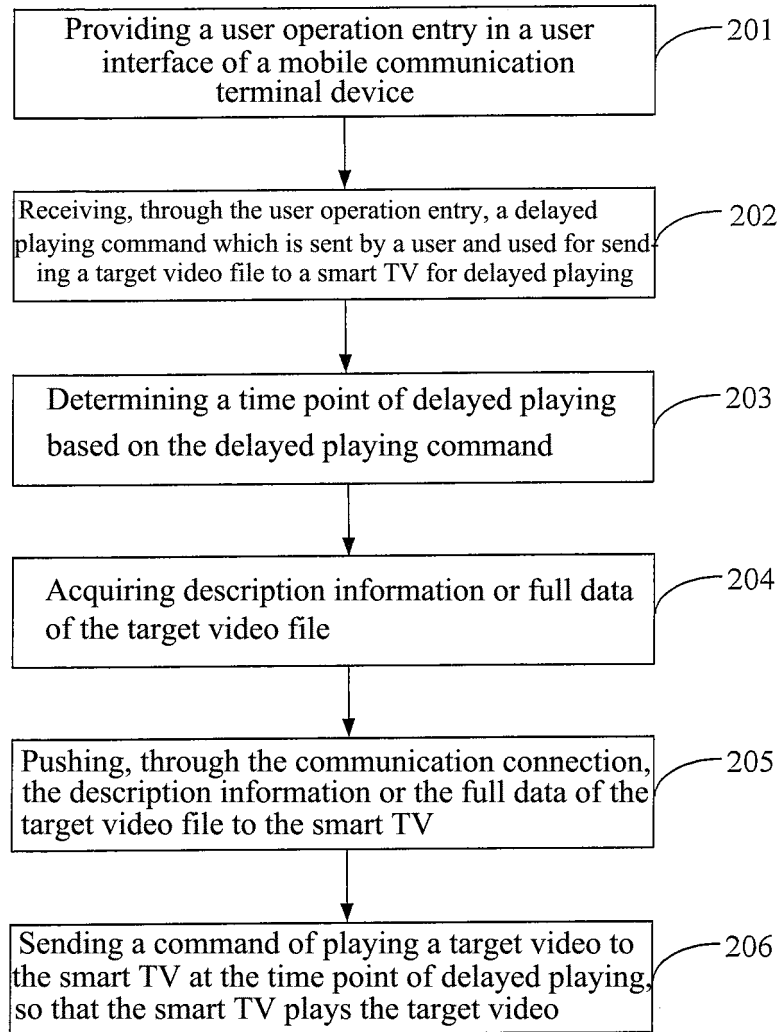 Providing a user operation entry in a user
interface of a mobile communication
terminal device
201
Receiving, through the user operation entry, a delayed
playing command which is sent by a user and used for send-
ing a target video file to a smart TV for delayed playing
202
Determining a time point of delayed playing
based on the delayed playing command
203
Acquiring description information or full data
of the target video file
204
Pushing, through the communication connection,
the description information or the full data of the
target video file to the smart TV
205
Sending a command of playing a target video to
the smart TV at the time point of delayed playing,
so that the smart TV plays the target video
206